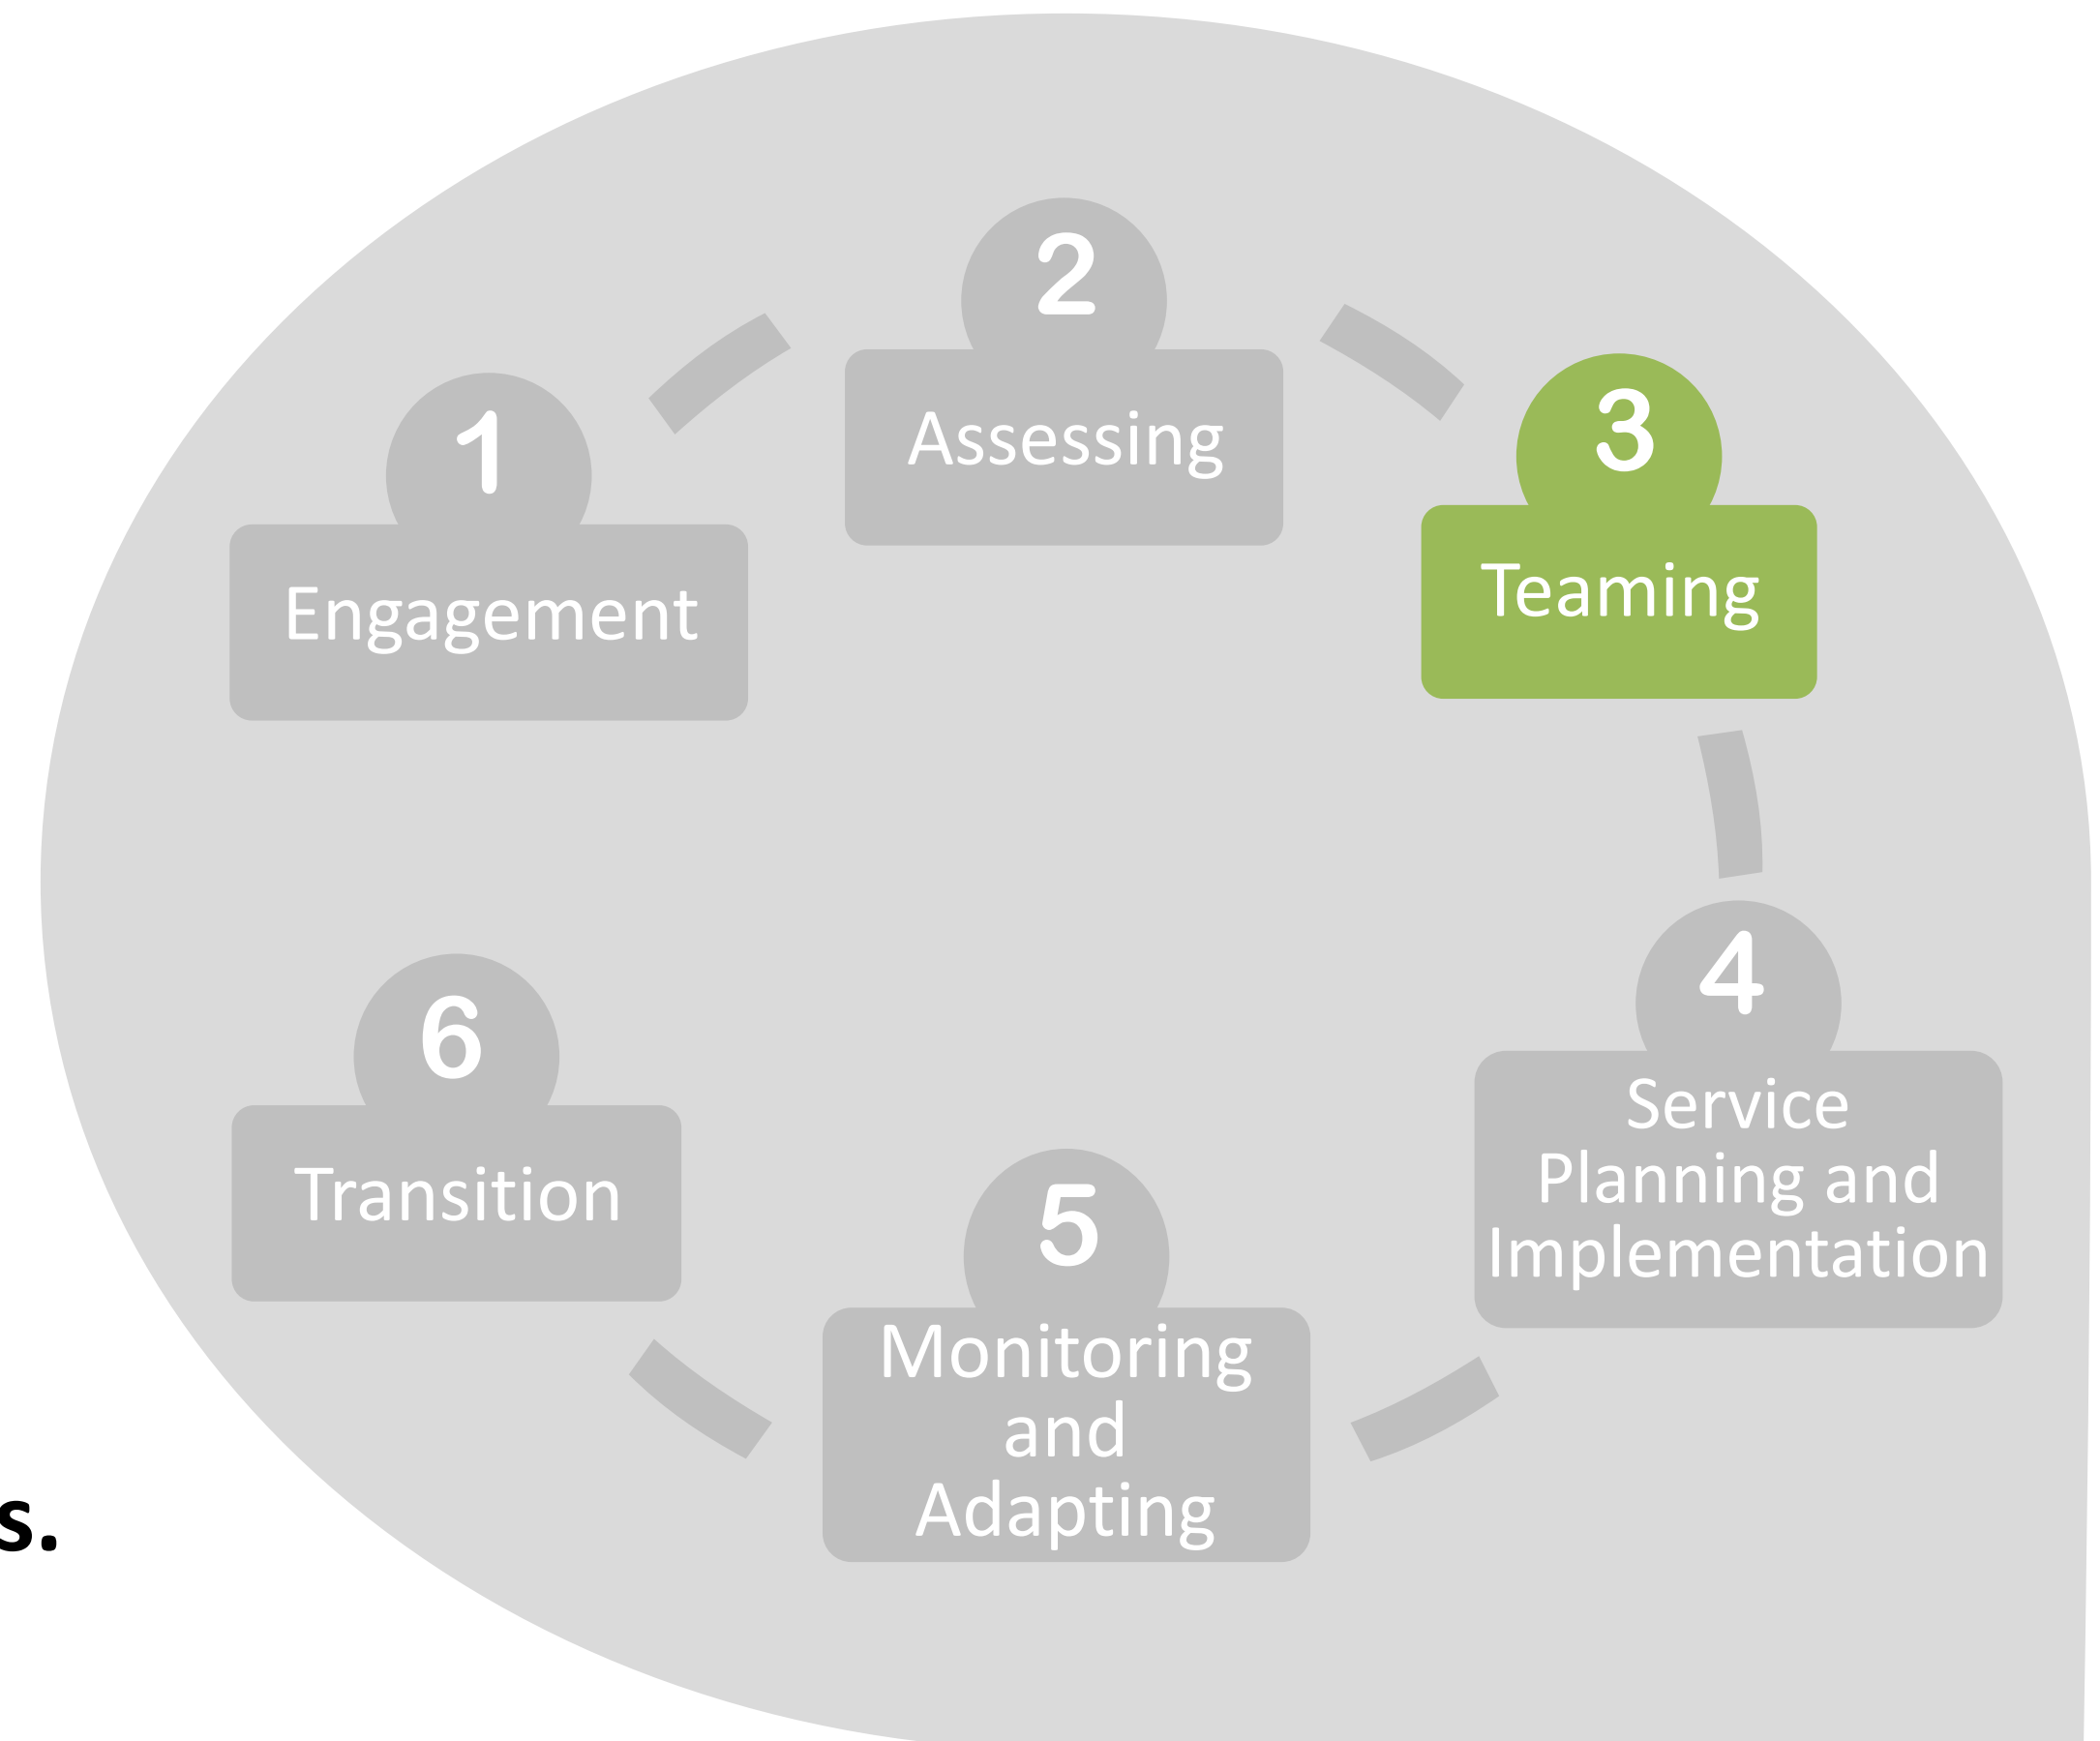 1
Engagement
2
Assessing
3
Teaming
4
Service
Planning and
Implementation
5
Monitoring
and
Adapting
6
Transition
s.